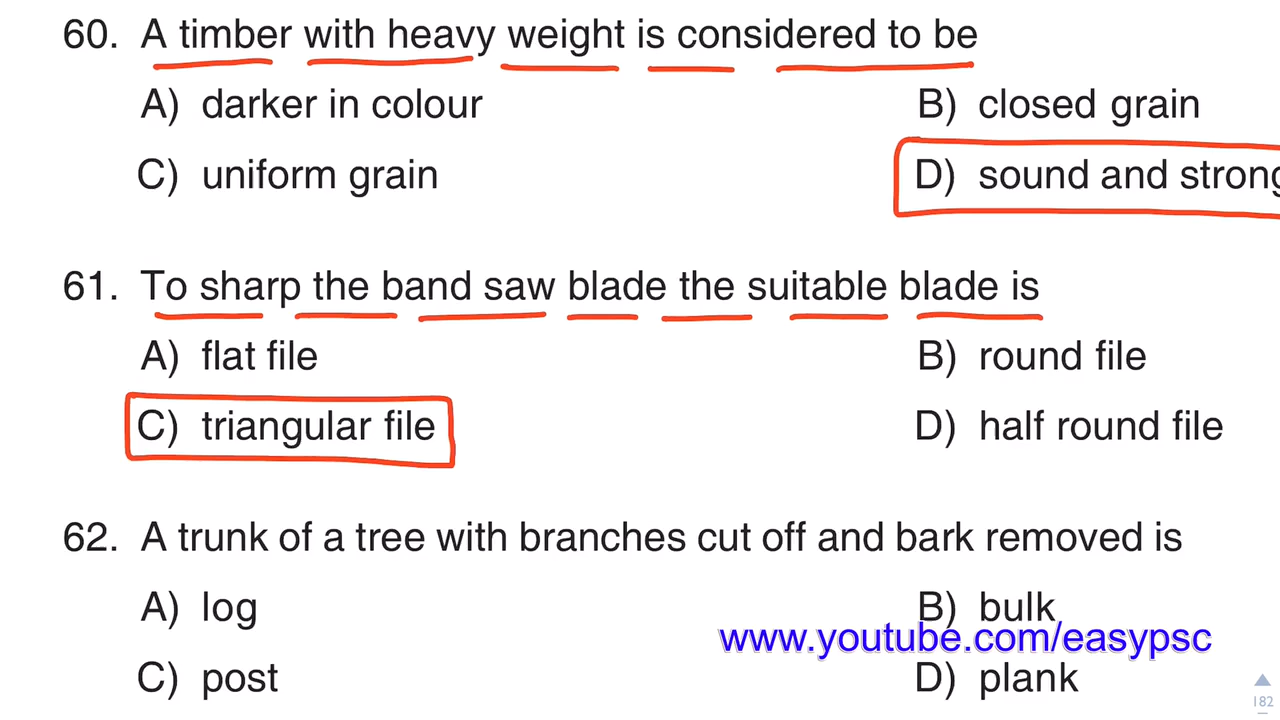 60. A timber with heavy weight is considered to be
A) darker in colour B) closed grain
C) uniform grain D) sound and strong
61. To sharp the band saw blade the suitable blade is
A) flat file B) round file
C) triangular file D) half round file
62. A trunk of a tree with branches cut off and bark removed is
A) log B) bulk
www.youtube.com/easypsc
C) post D) plank
182